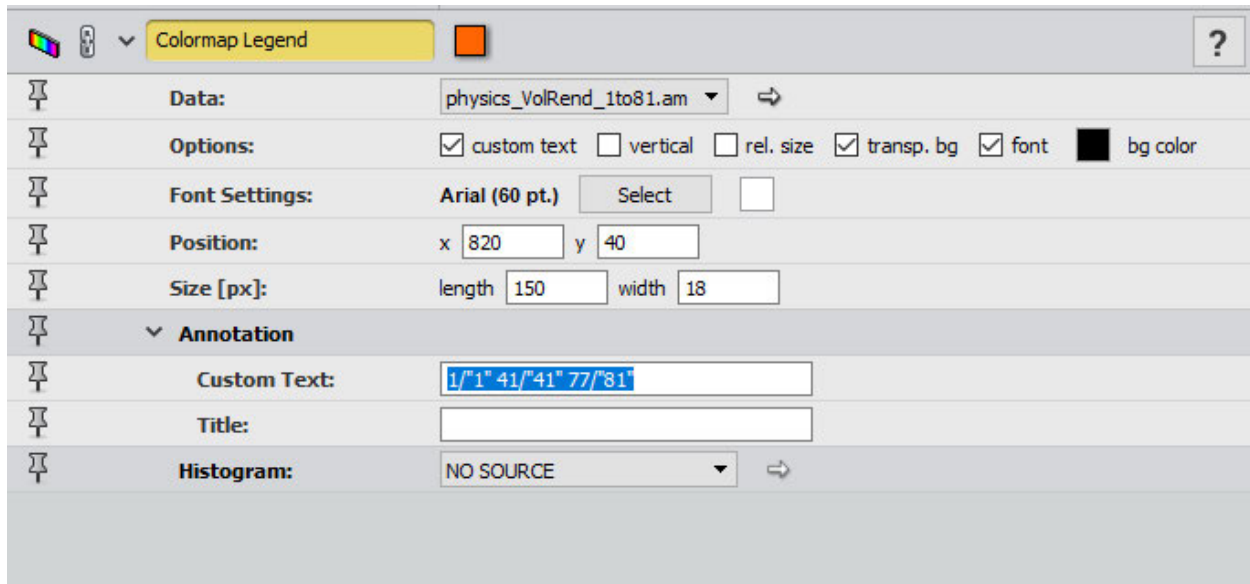 Colormap Legend ?
Data: physics_VolRend_1to81.am
Options: custom text vertical rel. size transp. bg font bg color
Font Settings: Arial (60 pt.) Select
Position: x 820 y 40
Size [px]: length 150 width 18
Annotation
Custom Text: 1/"1" 41/"41" 77/"81"
Title:
Histogram: NO SOURCE